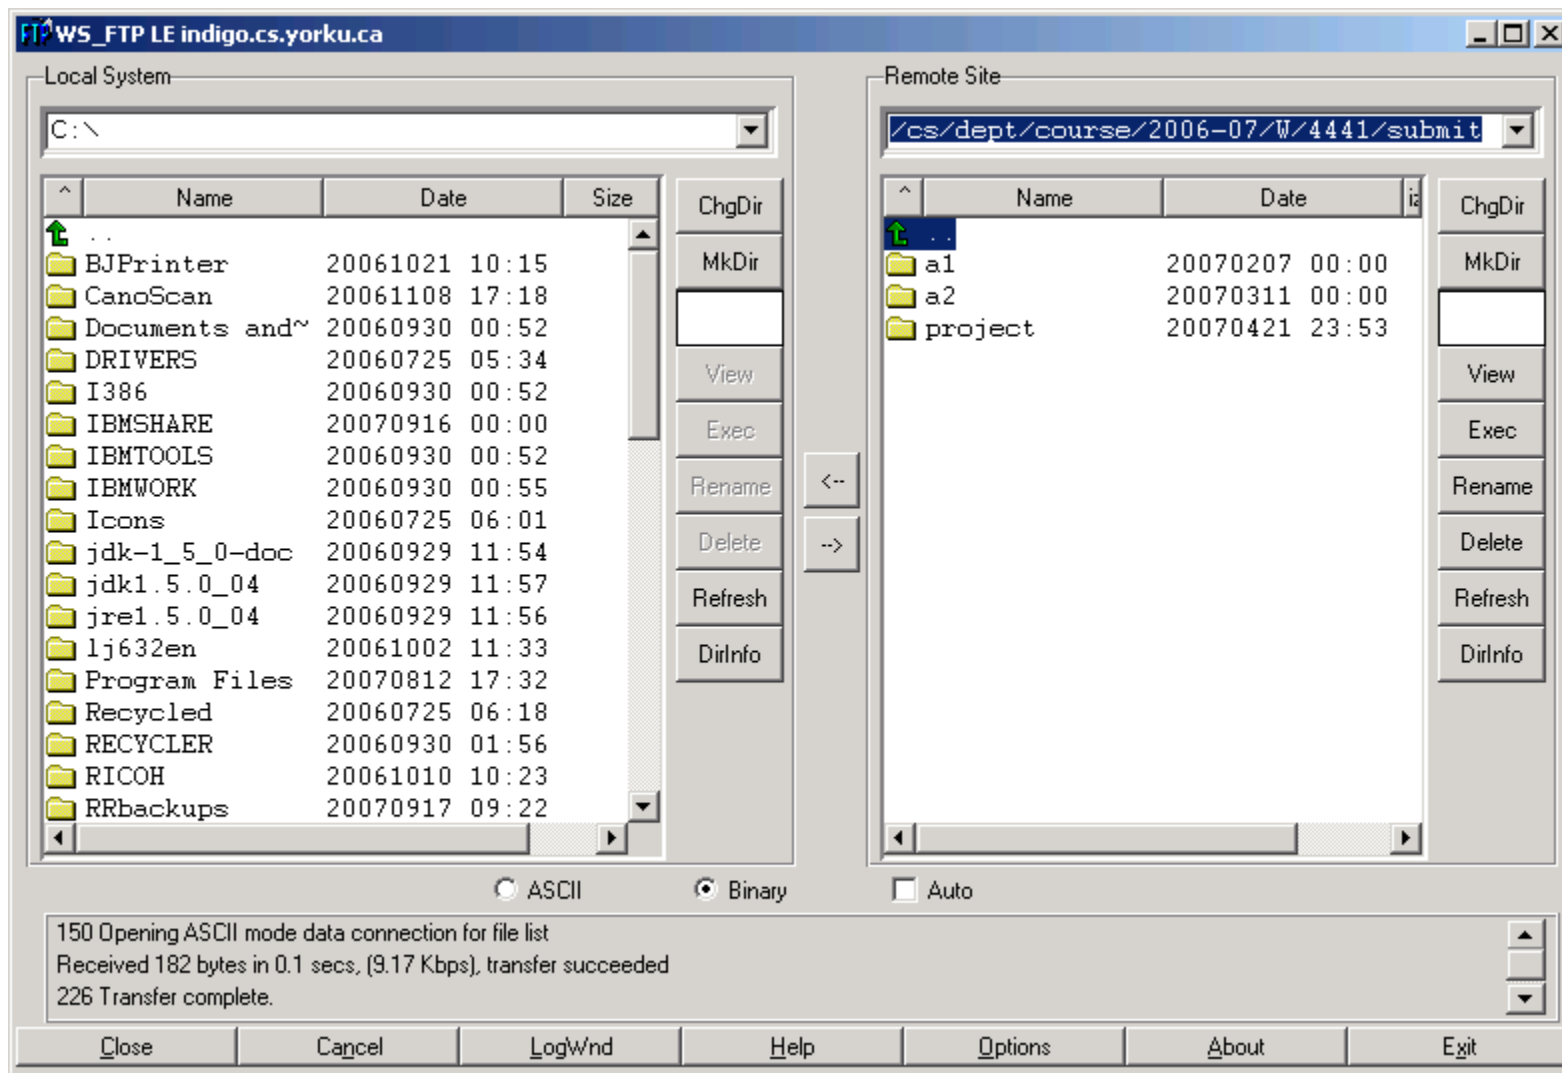 WS_FTP LE indigo.cs.yorku.ca
Local System
C:\
^ Name Date Size
..
BJPrinter 20061021 10:15
CanoScan 20061108 17:18
Documents and~ 20060930 00:52
DRIVERS 20060725 05:34
I386 20060930 00:52
IBMSHARE 20070916 00:00
IBMTOOLS 20060930 00:52
IBMWORK 20060930 00:55
Icons 20060725 06:01
jdk-1_5_0-doc 20060929 11:54
jdk1.5.0_04 20060929 11:57
jre1.5.0_04 20060929 11:56
lj632en 20061002 11:33
Program Files 20070812 17:32
Recycled 20060725 06:18
RECYCLER 20060930 01:56
RICOH 20061010 10:23
RRbackups 20070917 09:22
ChgDir
MkDir
View
Exec
Rename
Delete
Refresh
DirInfo
<--
-->
Remote Site
/cs/dept/course/2006-07/W/4441/submit
^ Name Date iz
..
a1 20070207 00:00
a2 20070311 00:00
project 20070421 23:53
ChgDir
MkDir
View
Exec
Rename
Delete
Refresh
DirInfo
ASCII Binary Auto
150 Opening ASCII mode data connection for file list
Received 182 bytes in 0.1 secs, (9.17 Kbps), transfer succeeded
226 Transfer complete.
Close Cancel LogWnd Help Options About Exit